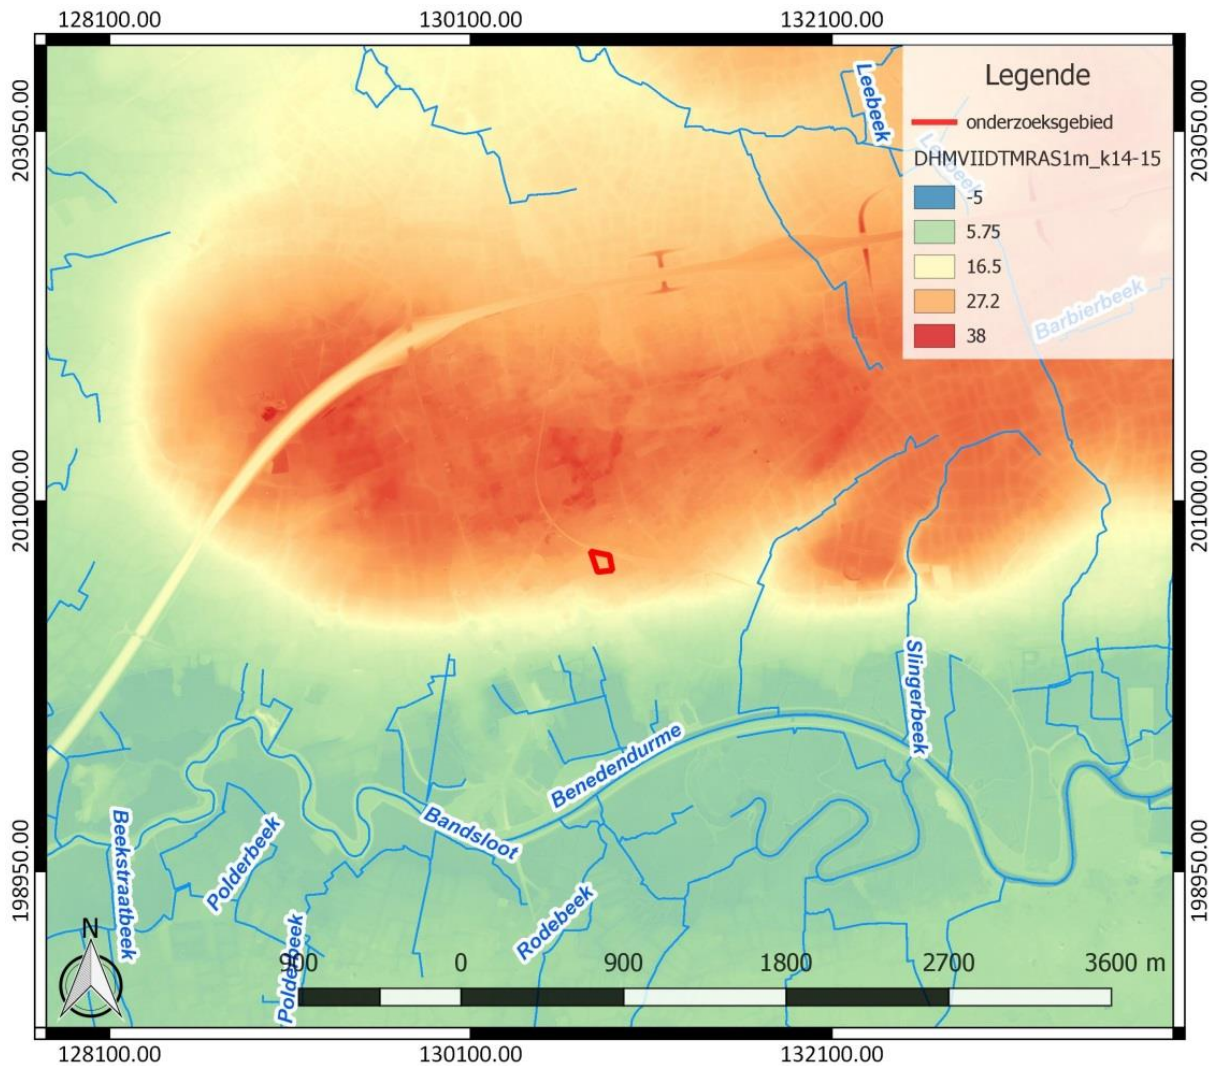 128100.00 130100.00 132100.00
203050.00
203050.00
Legende
onderzoeksgebied
DHMVIIDTMRAS1m_k14-15
-5
5.75
16.5
27.2
38
Leebeek
Leebeek
Barbierbeek
201000.00
201000.00
Slingerbeek
Benedendurme
Bandsloot
Beekstraatbeek
Polderbeek
Polderbeek
Rodebeek
198950.00
198950.00
N
900 0 900 1800 2700 3600 m
128100.00 130100.00 132100.00